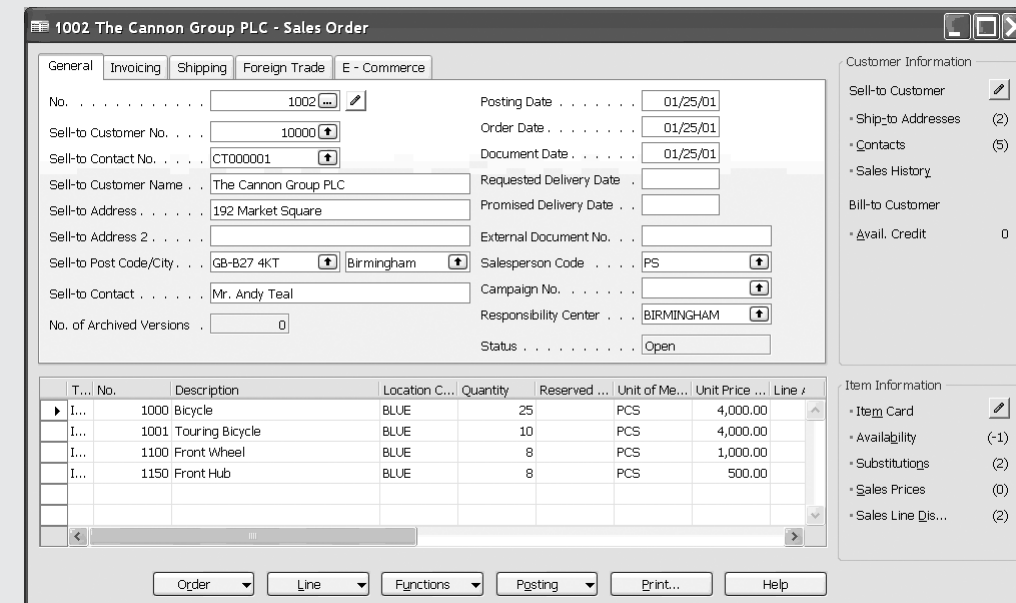 1002 The Cannon Group PLC - Sales Order
General Invoicing Shipping Foreign Trade E - Commerce
No. . . . . . . . . . . . 1002 ...
Sell-to Customer No. . . . . 10000
Sell-to Contact No. . . . . . CT000001
Sell-to Customer Name . . The Cannon Group PLC
Sell-to Address . . . . . . 192 Market Square
Sell-to Address 2 . . . . .
Sell-to Post Code/City . . . GB-B27 4KT Birmingham
Sell-to Contact . . . . . . Mr. Andy Teal
No. of Archived Versions . 0
Posting Date . . . . . . . 01/25/01
Order Date . . . . . . . . 01/25/01
Document Date . . . . . . 01/25/01
Requested Delivery Date .
Promised Delivery Date . .
External Document No. . .
Salesperson Code . . . . PS
Campaign No. . . . . . .
Responsibility Center . . . BIRMINGHAM
Status . . . . . . . . . . Open
T... No. Description Location C... Quantity Reserved ... Unit of Me... Unit Price ... Line
I... 1000 Bicycle BLUE 25 PCS 4,000.00
I... 1001 Touring Bicycle BLUE 10 PCS 4,000.00
I... 1100 Front Wheel BLUE 8 PCS 1,000.00
I... 1150 Front Hub BLUE 8 PCS 500.00
Order Line Functions Posting Print... Help
Customer Information
Sell-to Customer
Ship-to Addresses (2)
Contacts (5)
Sales History
Bill-to Customer
Avail. Credit 0
Item Information
Item Card
Availability (-1)
Substitutions (2)
Sales Prices (0)
Sales Line Dis... (2)